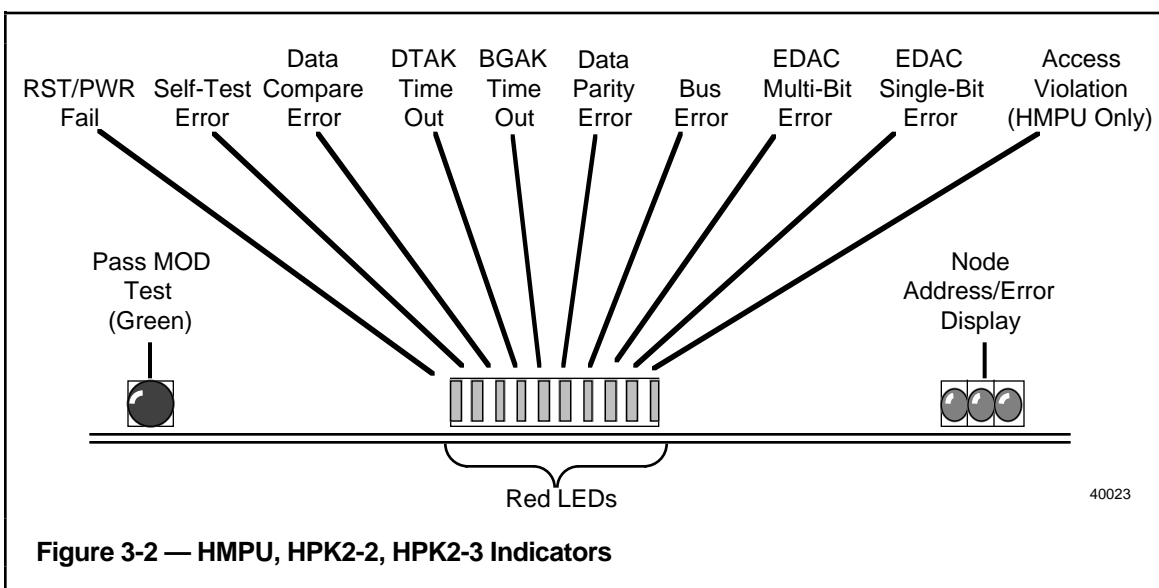 RST/PWR
Fail
Self-Test
Error
Data
Compare
Error
DTAK
Time
Out
BGAK
Time
Out
Data
Parity
Error
Bus
Error
EDAC
Multi-Bit
Error
EDAC
Single-Bit
Error
Access
Violation
(HMPU Only)
Pass MOD
Test
(Green)
Node
Address/Error
Display
Red LEDs
40023
Figure 3-2 — HMPU, HPK2-2, HPK2-3 Indicators